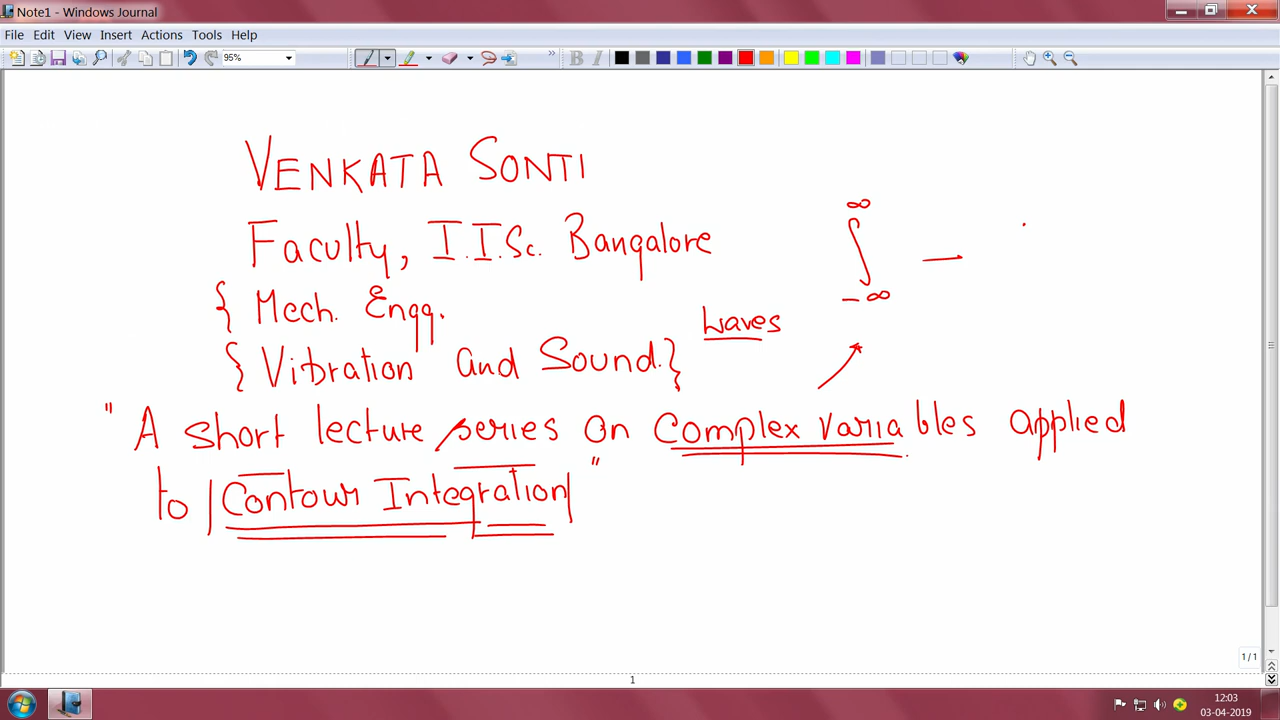 Note1 - Windows Journal
File Edit View Insert Actions Tools Help
95%
VENKATA SONTI
Faculty, I.I.Sc. Bangalore
{ Mech. Engg.
{ Vibration and Sound. }
Waves
∞
∫
-∞
" A short lecture series on Complex variables applied
to | Contour Integration | "
1/1
1
12:03
03-04-2019